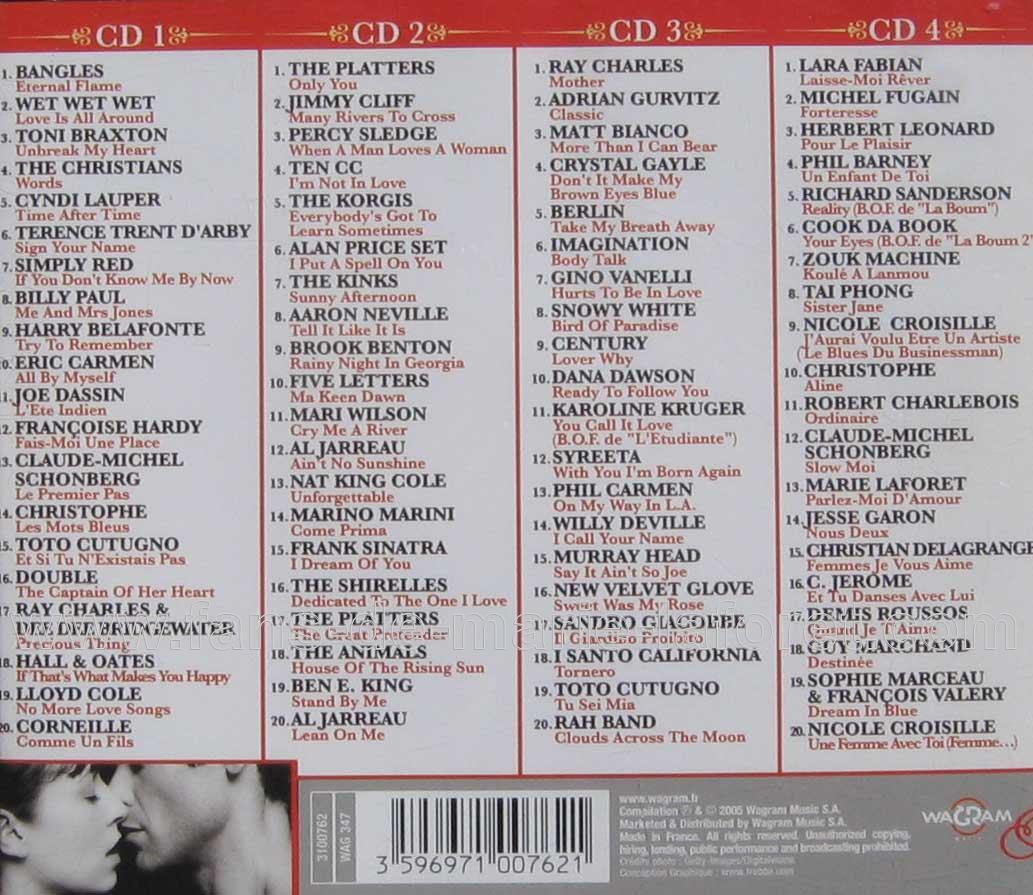 CD 1
1. BANGLES
Eternal Flame
2. WET WET WET
Love Is All Around
3. TONI BRAXTON
Unbreak My Heart
4. THE CHRISTIANS
Words
5. CYNDI LAUPER
Time After Time
6. TERENCE TRENT D'ARBY
Sign Your Name
7. SIMPLY RED
If You Don't Know Me By Now
8. BILLY PAUL
Me And Mrs Jones
9. HARRY BELAFONTE
Try To Remember
10. ERIC CARMEN
All By Myself
11. JOE DASSIN
L'Ete Indien
12. FRANÇOISE HARDY
Fais-Moi Une Place
13. CLAUDE-MICHEL
SCHONBERG
Le Premier Pas
14. CHRISTOPHE
Les Mots Bleus
15. TOTO CUTUGNO
Et Si Tu N'Existais Pas
16. DOUBLE
The Captain Of Her Heart
17. RAY CHARLES &
DEE DEE BRIDGEWATER
Precious Thing
18. HALL & OATES
If That's What Makes You Happy
19. LLOYD COLE
No More Love Songs
20. CORNEILLE
Comme Un Fils
CD 2
1. THE PLATTERS
Only You
2. JIMMY CLIFF
Many Rivers To Cross
3. PERCY SLEDGE
When A Man Loves A Woman
4. TEN CC
I'm Not In Love
5. THE KORGIS
Everybody's Got To
Learn Sometimes
6. ALAN PRICE SET
I Put A Spell On You
7. THE KINKS
Sunny Afternoon
8. AARON NEVILLE
Tell It Like It Is
9. BROOK BENTON
Rainy Night In Georgia
10. FIVE LETTERS
Ma Keen Dawn
11. MARI WILSON
Cry Me A River
12. AL JARREAU
Ain't No Sunshine
13. NAT KING COLE
Unforgettable
14. MARINO MARINI
Come Prima
15. FRANK SINATRA
I Dream Of You
16. THE SHIRELLES
Dedicated To The One I Love
17. THE PLATTERS
The Great Pretender
18. THE ANIMALS
House Of The Rising Sun
19. BEN E. KING
Stand By Me
20. AL JARREAU
Lean On Me
CD 3
1. RAY CHARLES
Mother
2. ADRIAN GURVITZ
Classic
3. MATT BIANCO
More Than I Can Bear
4. CRYSTAL GAYLE
Don't It Make My
Brown Eyes Blue
5. BERLIN
Take My Breath Away
6. IMAGINATION
Body Talk
7. GINO VANELLI
Hurts To Be In Love
8. SNOWY WHITE
Bird Of Paradise
9. CENTURY
Lover Why
10. DANA DAWSON
Ready To Follow You
11. KAROLINE KRUGER
You Call It Love
(B.O.F. de "L'Etudiante")
12. SYREETA
With You I'm Born Again
13. PHIL CARMEN
On My Way In L.A.
14. WILLY DEVILLE
I Call Your Name
15. MURRAY HEAD
Say It Ain't So Joe
16. NEW VELVET GLOVE
Sweet Was My Rose
17. SANDRO GIACOBBE
Il Giardino Proibito
18. I SANTO CALIFORNIA
Tornero
19. TOTO CUTUGNO
Tu Sei Mia
20. RAH BAND
Clouds Across The Moon
CD 4
1. LARA FABIAN
Laisse-Moi Rêver
2. MICHEL FUGAIN
Forteresse
3. HERBERT LEONARD
Pour Le Plaisir
4. PHIL BARNEY
Un Enfant De Toi
5. RICHARD SANDERSON
Reality (B.O.F. de "La Boum")
6. COOK DA BOOK
Your Eyes (B.O.F. de "La Boum 2"
7. ZOUK MACHINE
Koulé A Lanmou
8. TAI PHONG
Sister Jane
9. NICOLE CROISILLE
J'Aurai Voulu Etre Un Artiste
(Le Blues Du Businessman)
10. CHRISTOPHE
Aline
11. ROBERT CHARLEBOIS
Ordinaire
12. CLAUDE-MICHEL
SCHONBERG
Slow Moi
13. MARIE LAFORET
Parlez-Moi D'Amour
14. JESSE GARON
Nous Deux
15. CHRISTIAN DELAGRANGE
Femmes Je Vous Aime
16. C. JEROME
Et Tu Danses Avec Lui
17. DEMIS ROUSSOS
Quand Je T'Aime
18. GUY MARCHAND
Destinée
19. SOPHIE MARCEAU
& FRANÇOIS VALERY
Dream In Blue
20. NICOLE CROISILLE
Une Femme Avec Toi (Femme...)
3100762
WAG 347
3 596971 007621
www.wagram.fr
Compilation ℗ & © 2005 Wagram Music S.A.
Marketed & Distributed by Wagram Music S.A.
Made in France. All rights reserved. Unauthorized copying,
hiring, lending, public performance and broadcasting prohibited.
Crédits photo : Getty-Images/Digitalvision
Conception Graphique : www.frabbe.com
WAGRAM
MUSIC